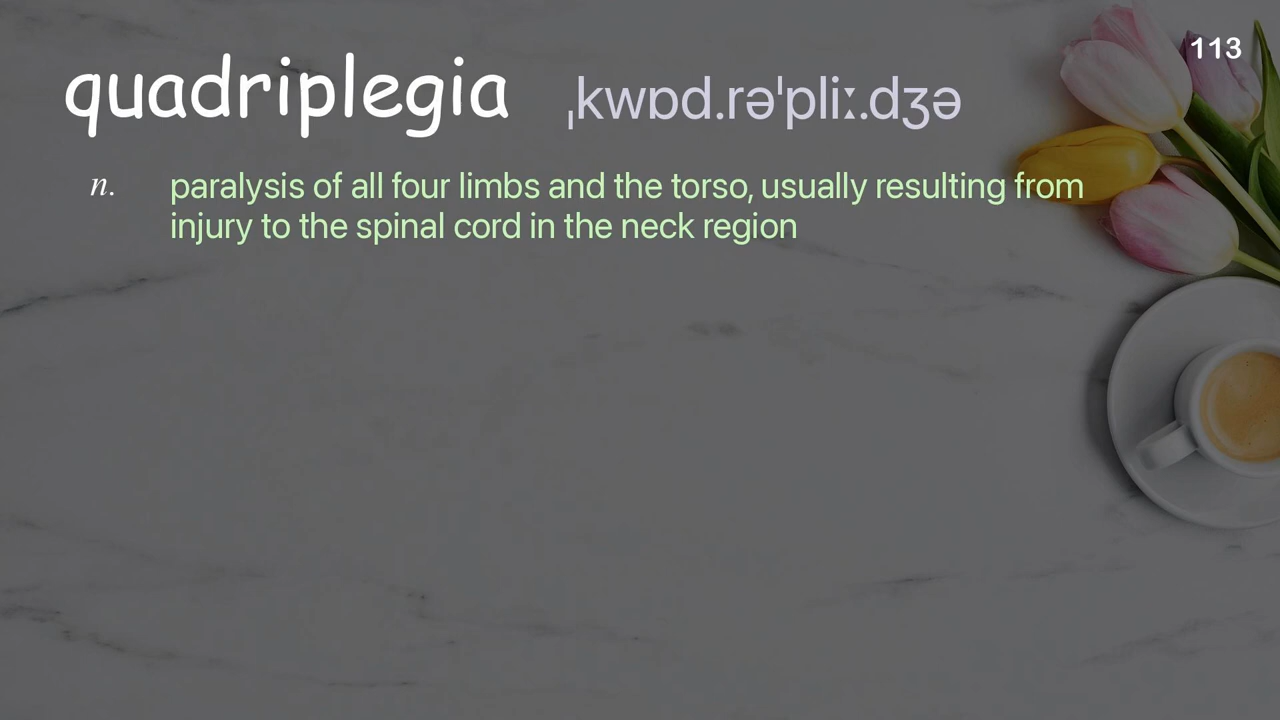 113
quadriplegia ˌkwɒd.rəˈpliː.dʒə
n. paralysis of all four limbs and the torso, usually resulting from
injury to the spinal cord in the neck region